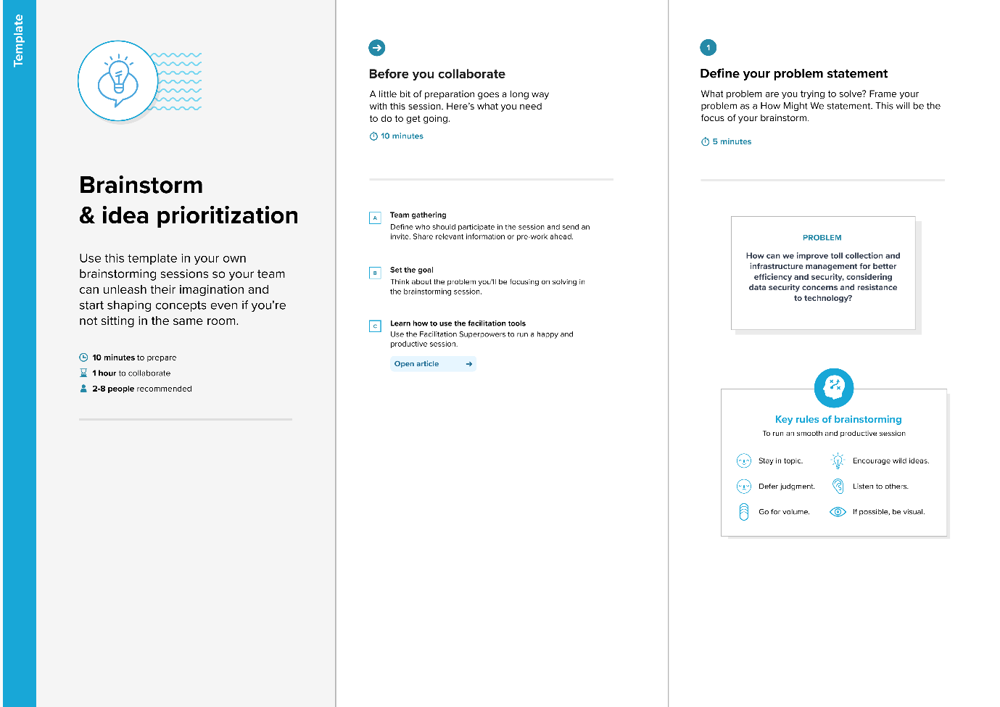 Template
Brainstorm
& idea prioritization
Use this template in your own
brainstorming sessions so your team
can unleash their imagination and
start shaping concepts even if you're
not sitting in the same room.
10 minutes to prepare
1 hour to collaborate
2-8 people recommended
Before you collaborate
A little bit of preparation goes a long way
with this session. Here's what you need
to do to get going.
10 minutes
A
Team gathering
Define who should participate in the session and send an
invite. Share relevant information or pre-work ahead.
B
Set the goal
Think about the problem you'll be focusing on solving in
the brainstorming session.
C
Learn how to use the facilitation tools
Use the Facilitation Superpowers to run a happy and
productive session.
Open article
1
Define your problem statement
What problem are you trying to solve? Frame your
problem as a How Might We statement. This will be the
focus of your brainstorm.
5 minutes
PROBLEM
How can we improve toll collection and
infrastructure management for better
efficiency and security, considering
data security concerns and resistance
to technology?
Key rules of brainstorming
To run an smooth and productive session
Stay in topic.
Encourage wild ideas.
Defer judgment.
Listen to others.
Go for volume.
If possible, be visual.